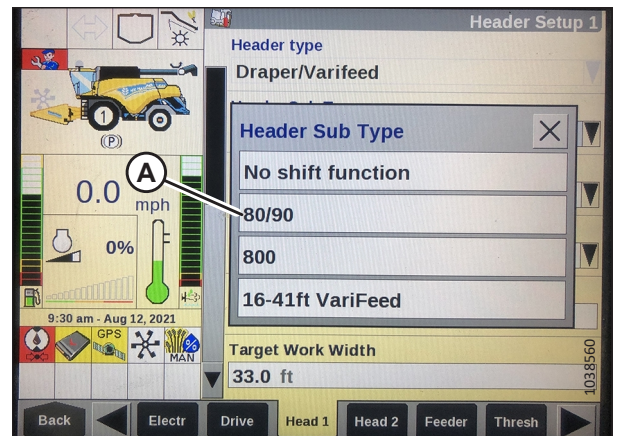 Header Setup 1
Header type
Draper/Varifeed
Header Sub Type
No shift function
80/90
800
16-41ft VariFeed
A
1
(P)
0.0 mph
0%
9:30 am - Aug 12, 2021
GPS
MAN
Target Work Width
33.0 ft
1038560
Back
Electr
Drive
Head 1
Head 2
Feeder
Thresh